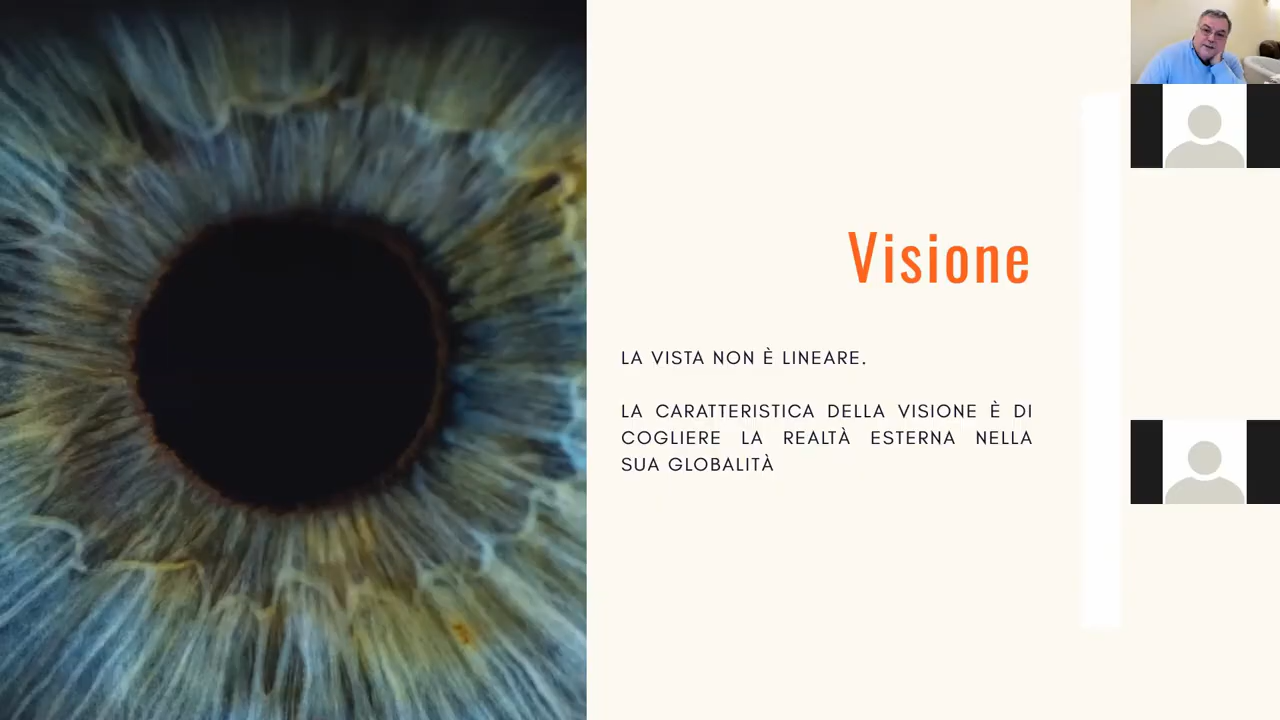 Visione
LA VISTA NON È LINEARE.
LA CARATTERISTICA DELLA VISIONE È DI
COGLIERE LA REALTÀ ESTERNA NELLA
SUA GLOBALITÀ